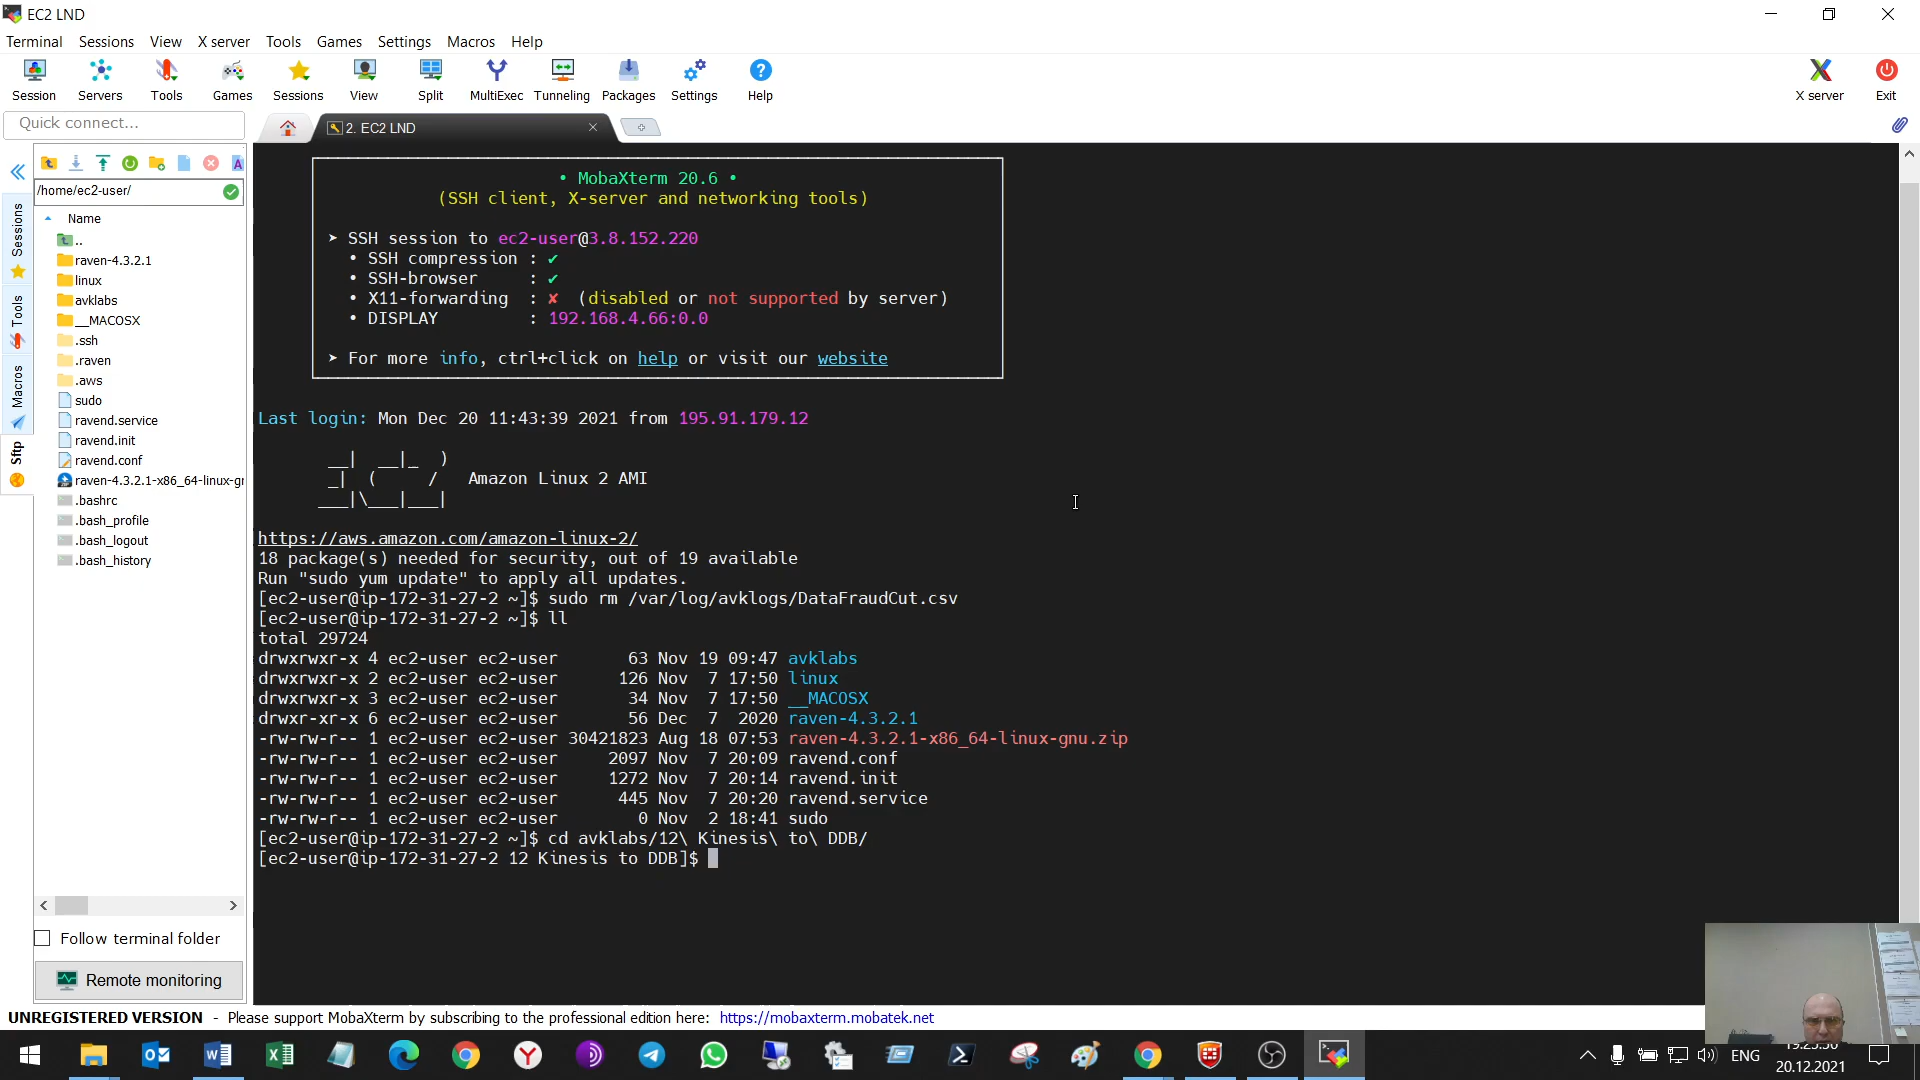 EC2 LND
Terminal Sessions View X server Tools Games Settings Macros Help
Session Servers Tools Games Sessions View Split MultiExec Tunneling Packages Settings Help X server Exit
Quick connect...
2. EC2 LND
/home/ec2-user/
Name
..
raven-4.3.2.1
linux
avklabs
__MACOSX
.ssh
.raven
.aws
sudo
ravend.service
ravend.init
ravend.conf
raven-4.3.2.1-x86_64-linux-gr
.bashrc
.bash_profile
.bash_logout
.bash_history
Sessions
Tools
Macros
Sftp
Follow terminal folder
Remote monitoring
• MobaXterm 20.6 •
(SSH client, X-server and networking tools)
➤ SSH session to ec2-user@3.8.152.220
• SSH compression : ✔
• SSH-browser : ✔
• X11-forwarding : ✘ (disabled or not supported by server)
• DISPLAY : 192.168.4.66:0.0
➤ For more info, ctrl+click on help or visit our website
Last login: Mon Dec 20 11:43:39 2021 from 195.91.179.12
__| __|_ )
_| ( / Amazon Linux 2 AMI
___|\___|___|
https://aws.amazon.com/amazon-linux-2/
18 package(s) needed for security, out of 19 available
Run "sudo yum update" to apply all updates.
[ec2-user@ip-172-31-27-2 ~]$ sudo rm /var/log/avklogs/DataFraudCut.csv
[ec2-user@ip-172-31-27-2 ~]$ ll
total 29724
drwxrwxr-x 4 ec2-user ec2-user 63 Nov 19 09:47 avklabs
drwxrwxr-x 2 ec2-user ec2-user 126 Nov 7 17:50 linux
drwxrwxr-x 3 ec2-user ec2-user 34 Nov 7 17:50 __MACOSX
drwxr-xr-x 6 ec2-user ec2-user 56 Dec 7 2020 raven-4.3.2.1
-rw-rw-r-- 1 ec2-user ec2-user 30421823 Aug 18 07:53 raven-4.3.2.1-x86_64-linux-gnu.zip
-rw-rw-r-- 1 ec2-user ec2-user 2097 Nov 7 20:09 ravend.conf
-rw-rw-r-- 1 ec2-user ec2-user 1272 Nov 7 20:14 ravend.init
-rw-rw-r-- 1 ec2-user ec2-user 445 Nov 7 20:20 ravend.service
-rw-rw-r-- 1 ec2-user ec2-user 0 Nov 2 18:41 sudo
[ec2-user@ip-172-31-27-2 ~]$ cd avklabs/12\ Kinesis\ to\ DDB/
[ec2-user@ip-172-31-27-2 12 Kinesis to DDB]$
UNREGISTERED VERSION - Please support MobaXterm by subscribing to the professional edition here: https://mobaxterm.mobatek.net
ENG
20.12.2021